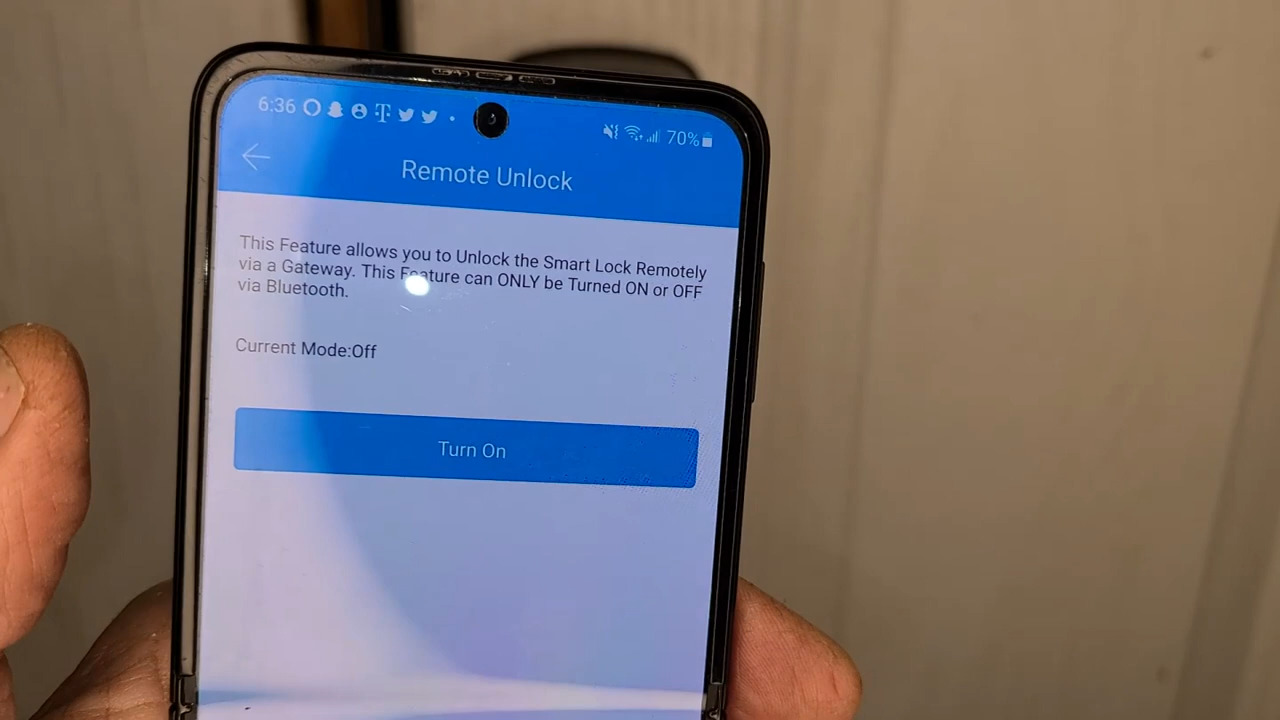 6:36 70%
Remote Unlock
This Feature allows you to Unlock the Smart Lock Remotely
via a Gateway. This Feature can ONLY be Turned ON or OFF
via Bluetooth.
Current Mode:Off
Turn On